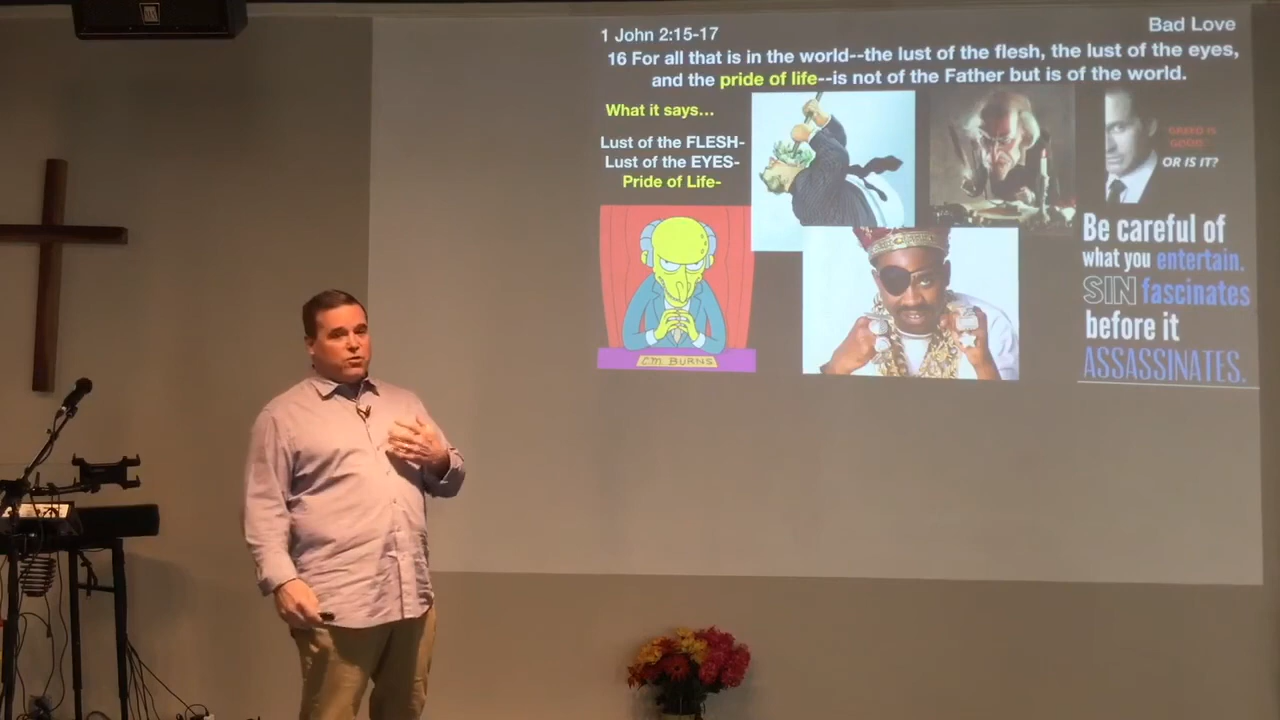 1 John 2:15-17
Bad Love
16 For all that is in the world--the lust of the flesh, the lust of the eyes,
and the pride of life--is not of the Father but is of the world.
What it says...
Lust of the FLESH-
Lust of the EYES-
Pride of Life-
GREED IS
GOOD.
OR IS IT?
Be careful of
what you entertain.
SIN fascinates
before it
ASSASSINATES.
C.M. BURNS